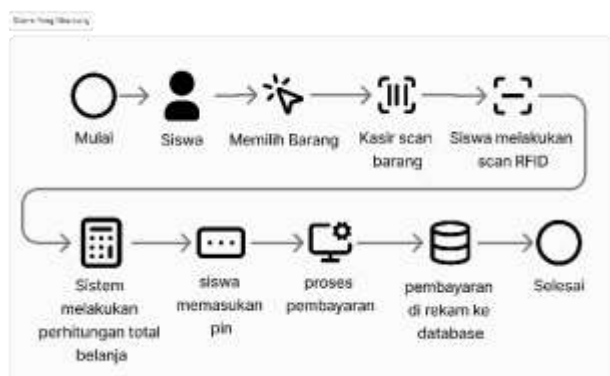 Mulai
Siswa
Memilih Barang
Kasir scan
barang
Siswa melakukan
scan RFID
Sistem
melakukan
perhitungan total
belanja
siswa
memasukan
pin
proses
pembayaran
pembayaran
di rekam ke
database
Selesai